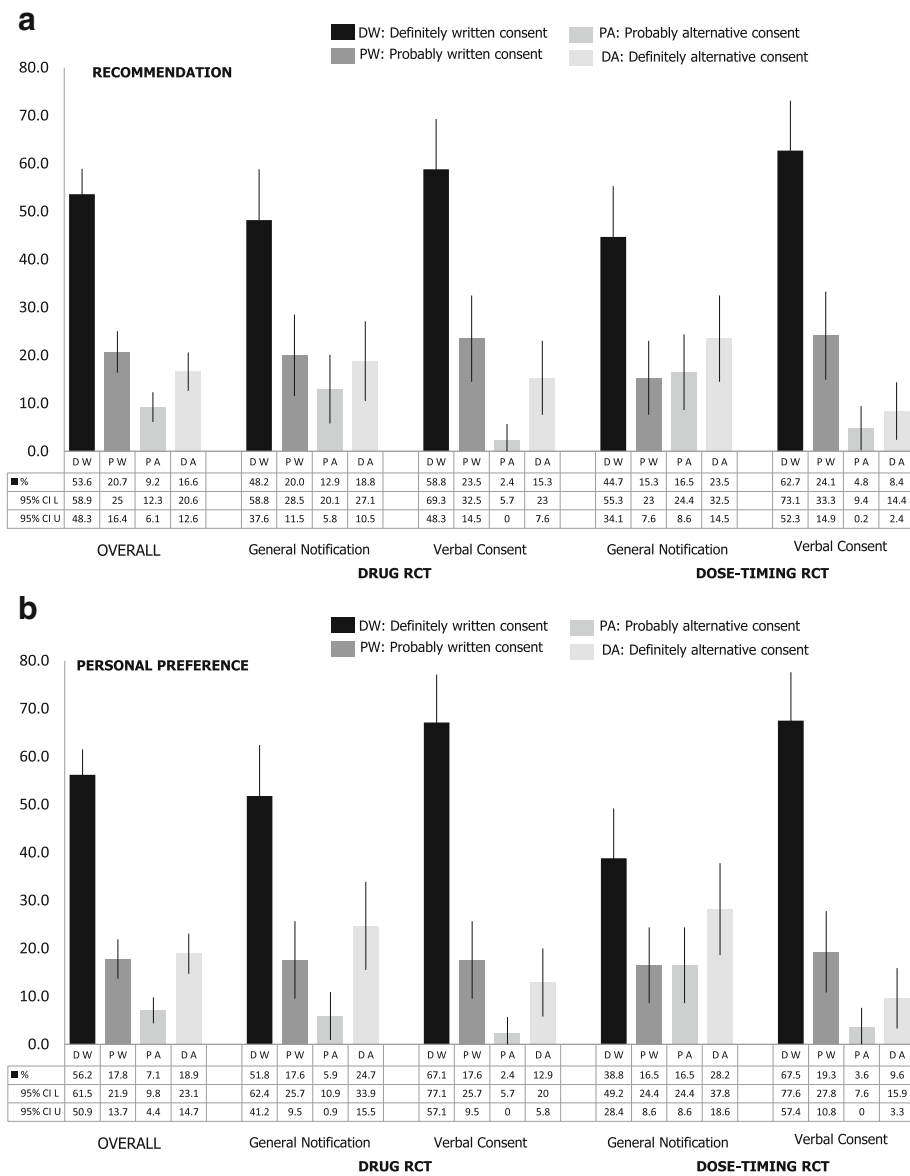 a
DW: Definitely written consent
PA: Probably alternative consent
PW: Probably written consent
DA: Definitely alternative consent
80.0
RECOMMENDATION
70.0
60.0
50.0
40.0
30.0
20.0
10.0
0.0
D W P W P A D A D W P W P A D A D W P W P A D A D W P W P A D A D W P W P A D A
% 53.6 20.7 9.2 16.6 48.2 20.0 12.9 18.8 58.8 23.5 2.4 15.3 44.7 15.3 16.5 23.5 62.7 24.1 4.8 8.4
95% CI L 58.9 25 12.3 20.6 58.8 28.5 20.1 27.1 69.3 32.5 5.7 23 55.3 23 24.4 32.5 73.1 33.3 9.4 14.4
95% CI U 48.3 16.4 6.1 12.6 37.6 11.5 5.8 10.5 48.3 14.5 0 7.6 34.1 7.6 8.6 14.5 52.3 14.9 0.2 2.4
OVERALL General Notification Verbal Consent General Notification Verbal Consent
DRUG RCT DOSE-TIMING RCT
b
DW: Definitely written consent
PA: Probably alternative consent
PW: Probably written consent
DA: Definitely alternative consent
80.0
PERSONAL PREFERENCE
70.0
60.0
50.0
40.0
30.0
20.0
10.0
0.0
D W P W P A D A D W P W P A D A D W P W P A D A D W P W P A D A D W P W P A D A
% 56.2 17.8 7.1 18.9 51.8 17.6 5.9 24.7 67.1 17.6 2.4 12.9 38.8 16.5 16.5 28.2 67.5 19.3 3.6 9.6
95% CI L 61.5 21.9 9.8 23.1 62.4 25.7 10.9 33.9 77.1 25.7 5.7 20 49.2 24.4 24.4 37.8 77.6 27.8 7.6 15.9
95% CI U 50.9 13.7 4.4 14.7 41.2 9.5 0.9 15.5 57.1 9.5 0 5.8 28.4 8.6 8.6 18.6 57.4 10.8 0 3.3
OVERALL General Notification Verbal Consent General Notification Verbal Consent
DRUG RCT DOSE-TIMING RCT